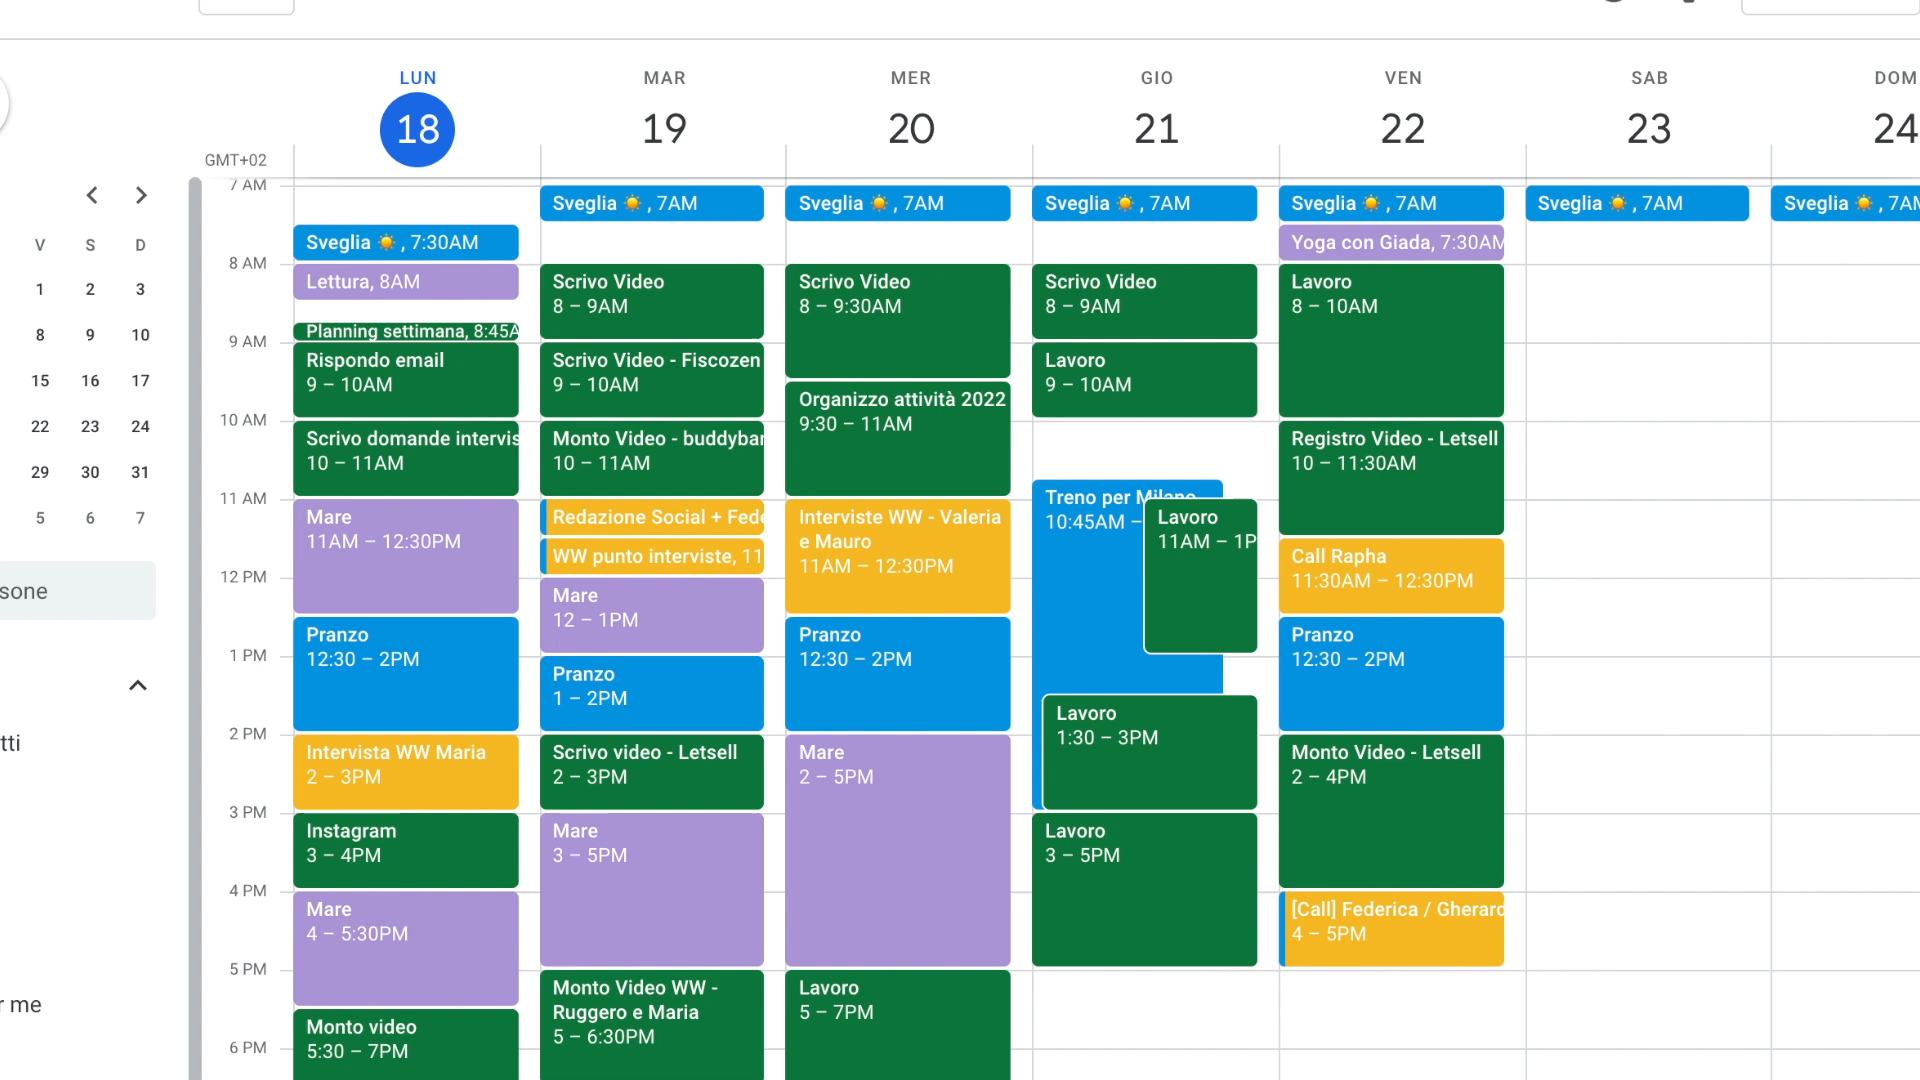 LUN
MAR
MER
GIO
VEN
SAB
DOM
18
19
20
21
22
23
24
GMT+02
V S D
1 2 3
8 9 10
15 16 17
22 23 24
29 30 31
5 6 7
sone
tti
r me
7 AM
8 AM
9 AM
10 AM
11 AM
12 PM
1 PM
2 PM
3 PM
4 PM
5 PM
6 PM
Sveglia ☀️ , 7:30AM
Lettura, 8AM
Planning settimana, 8:45A
Rispondo email
9 – 10AM
Scrivo domande intervis
10 – 11AM
Mare
11AM – 12:30PM
Pranzo
12:30 – 2PM
Intervista WW Maria
2 – 3PM
Instagram
3 – 4PM
Mare
4 – 5:30PM
Monto video
5:30 – 7PM
Sveglia ☀️ , 7AM
Scrivo Video
8 – 9AM
Scrivo Video - Fiscozen
9 – 10AM
Monto Video - buddybar
10 – 11AM
Redazione Social + Fede
WW punto interviste, 11
Mare
12 – 1PM
Pranzo
1 – 2PM
Scrivo video - Letsell
2 – 3PM
Mare
3 – 5PM
Monto Video WW -
Ruggero e Maria
5 – 6:30PM
Sveglia ☀️ , 7AM
Scrivo Video
8 – 9:30AM
Organizzo attività 2022
9:30 – 11AM
Interviste WW - Valeria
e Mauro
11AM – 12:30PM
Pranzo
12:30 – 2PM
Mare
2 – 5PM
Lavoro
5 – 7PM
Sveglia ☀️ , 7AM
Scrivo Video
8 – 9AM
Lavoro
9 – 10AM
Treno per Milano
10:45AM –
Lavoro
11AM – 1P
Lavoro
1:30 – 3PM
Lavoro
3 – 5PM
Sveglia ☀️ , 7AM
Yoga con Giada, 7:30AM
Lavoro
8 – 10AM
Registro Video - Letsell
10 – 11:30AM
Call Rapha
11:30AM – 12:30PM
Pranzo
12:30 – 2PM
Monto Video - Letsell
2 – 4PM
[Call] Federica / Gherard
4 – 5PM
Sveglia ☀️ , 7AM
Sveglia ☀️ , 7AM